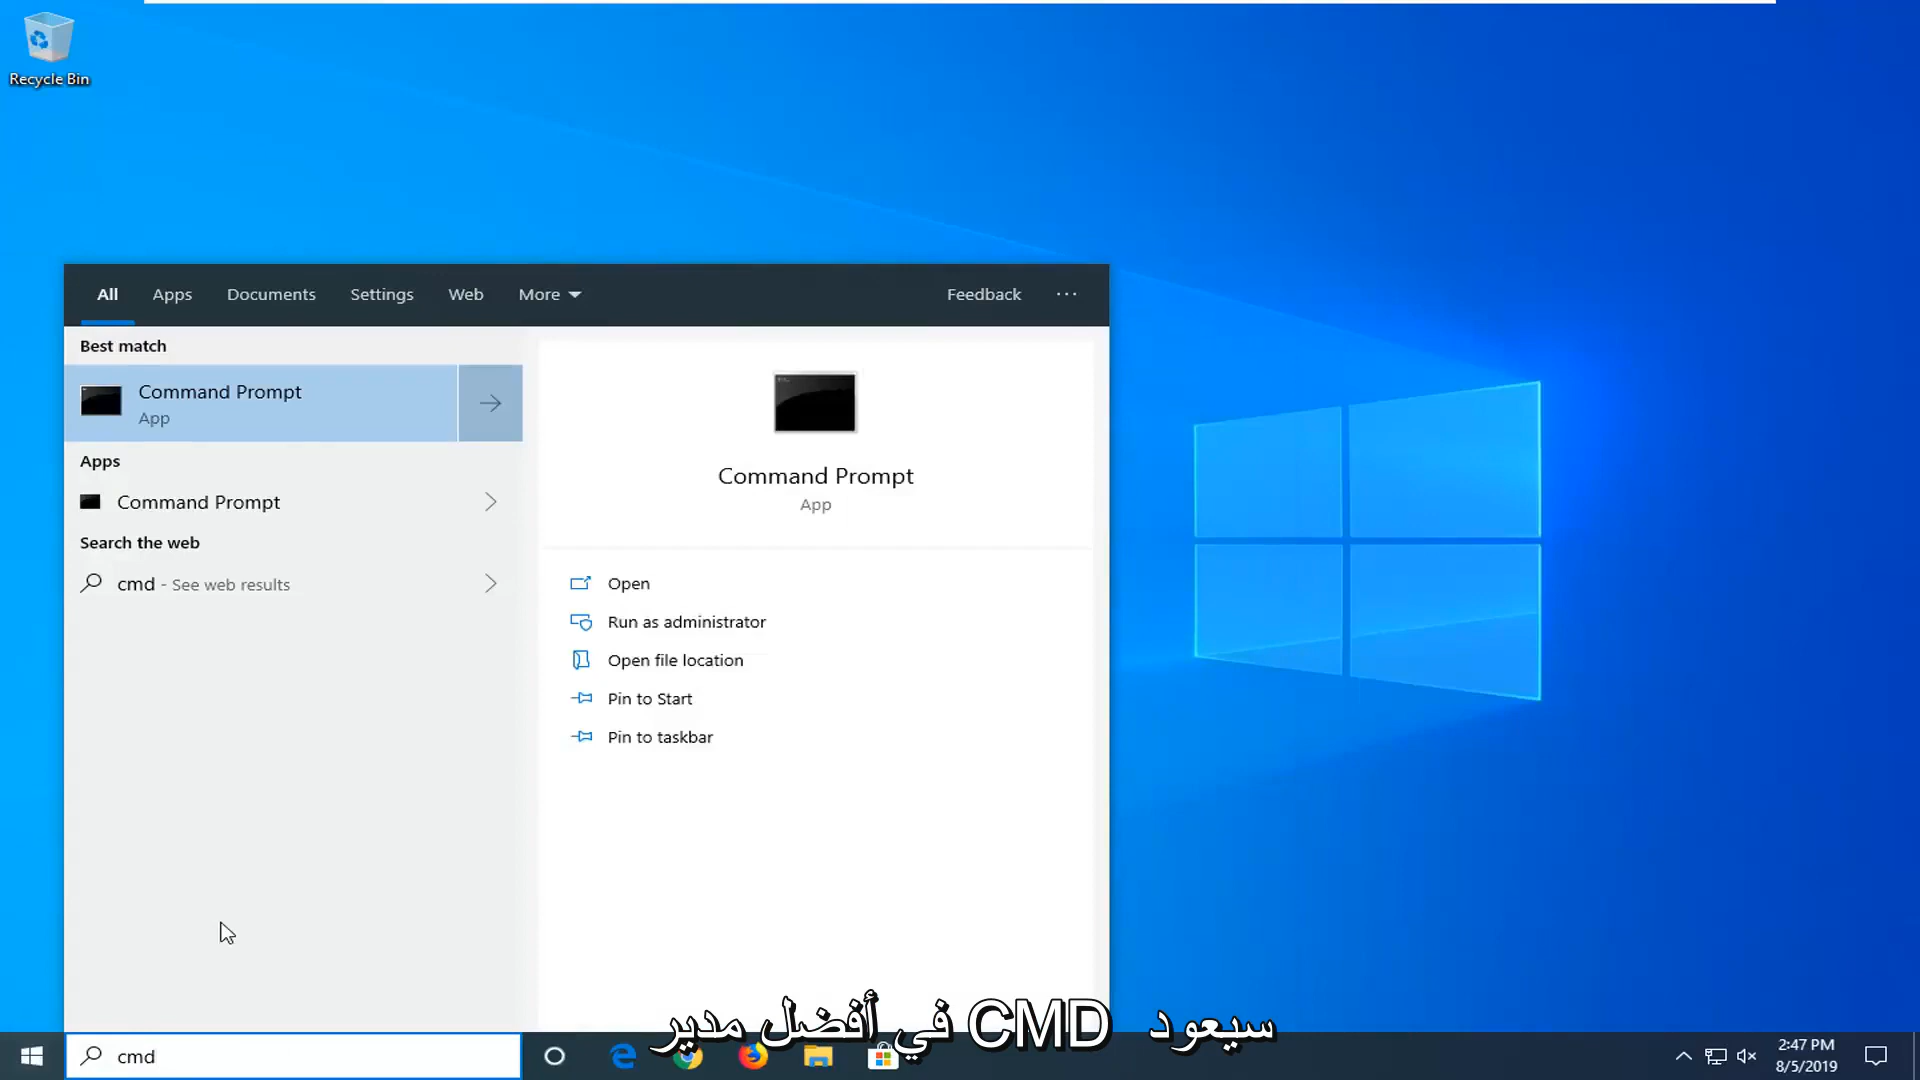 Recycle Bin
All
Apps
Documents
Settings
Web
More
Feedback
Best match
Command Prompt
App
Apps
Command Prompt
Search the web
cmd - See web results
Command Prompt
App
Open
Run as administrator
Open file location
Pin to Start
Pin to taskbar
سيعود CMD في أفضل مدير
cmd
2:47 PM
8/5/2019